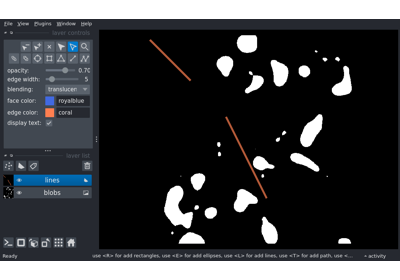 File View Plugins Window Help
layer controls
opacity: 0.70
edge width: 5
blending: translucen
face color: royalblue
edge color: coral
display text:
layer list
lines
blobs
Ready
use <R> for add rectangles, use <E> for add ellipses, use <L> for add lines, use <T> for add path, use <...
activity